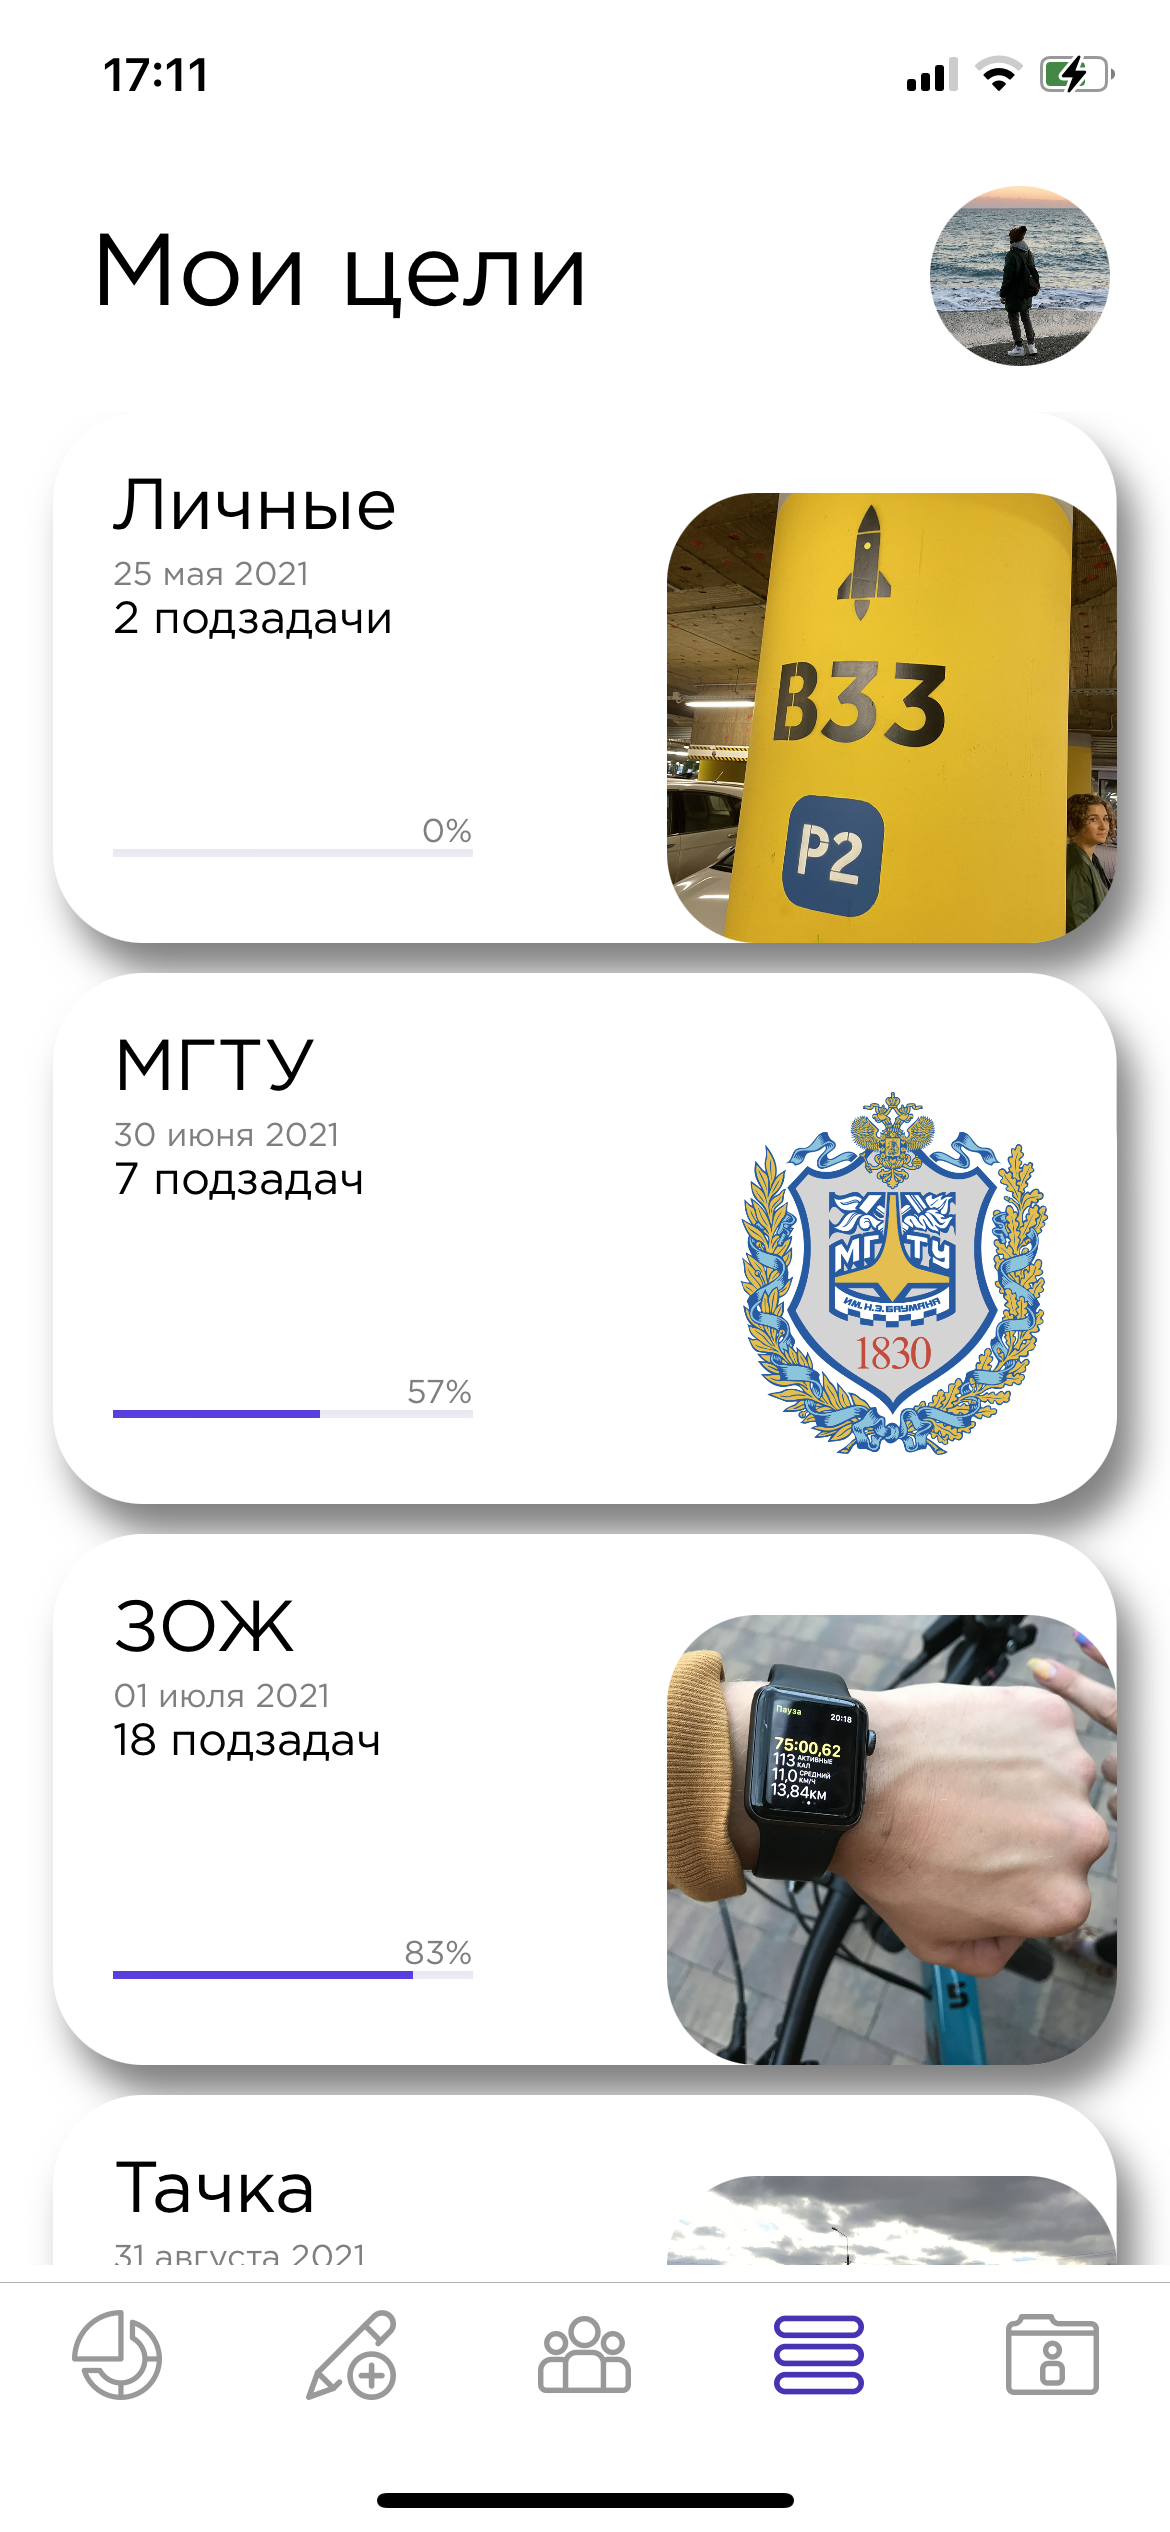 17:11
Мои цели
Личные
25 мая 2021
2 подзадачи
0%
B33
P2
МГТУ
30 июня 2021
7 подзадач
57%
МГТУ
ИМ. Н.Э. БАУМАНА
1830
ЗОЖ
01 июля 2021
18 подзадач
83%
Пауза 20:18
75:00,62
113 АКТИВНЫЕ КАЛ
11,0 СРЕДНИЙ КМ/Ч
13,84КМ
5
Тачка
31 августа 2021